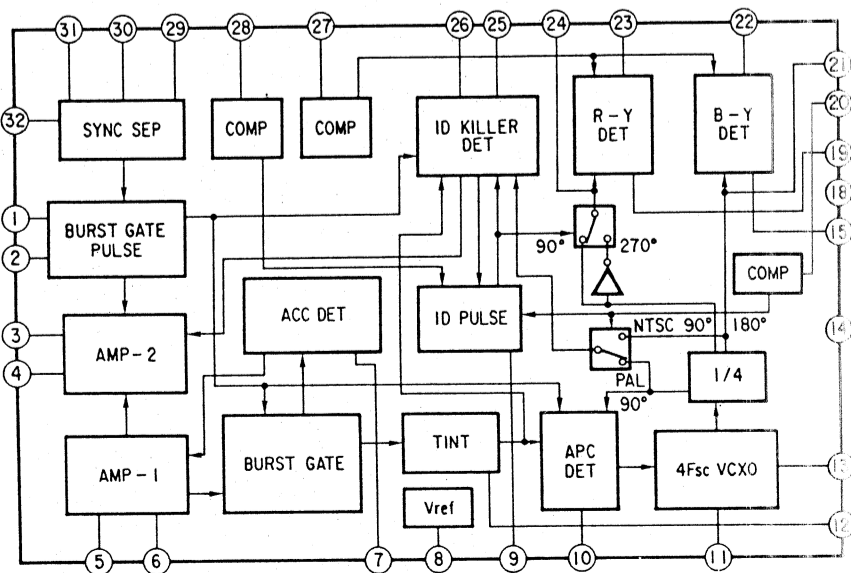 31 30 29 28 27 26 25 24 23 22
21
20
32
SYNC SEP
COMP
COMP
ID KILLER
DET
R-Y
DET
B-Y
DET
19
18
1
BURST GATE
PULSE
2
15
90°
270°
COMP
3
AMP-2
4
ACC DET
ID PULSE
NTSC 90°
180°
14
PAL
90°
1/4
AMP-1
BURST GATE
TINT
APC
DET
4Fsc VCXO
13
Vref
12
5 6 7 8 9 10 11